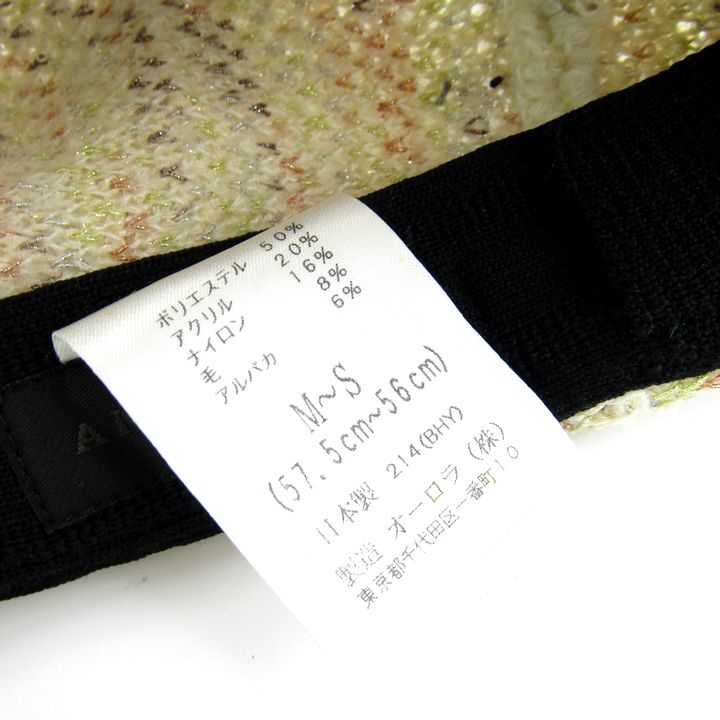 ポリエステル 50%
アクリル 20%
ナイロン 16%
毛 8%
アルパカ 6%
M~S
(57.5cm~56cm)
日本製 214(BHY)
製造 オーロラ(株)
東京都千代田区一番町10